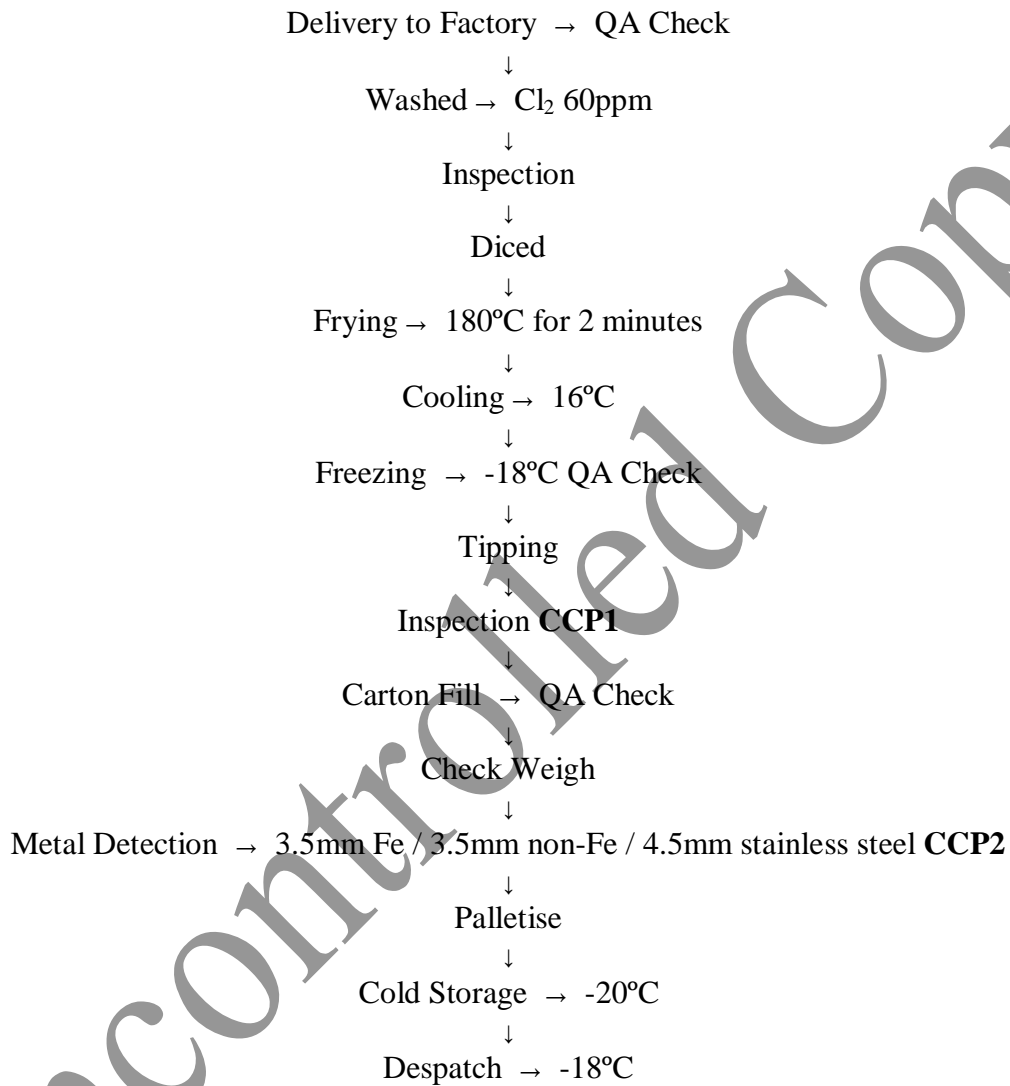 Delivery to Factory → QA Check
↓
Washed → Cl₂ 60ppm
↓
Inspection
↓
Diced
↓
Frying → 180ºC for 2 minutes
↓
Cooling → 16ºC
↓
Freezing → -18ºC QA Check
↓
Tipping
↓
Inspection CCP1
↓
Carton Fill → QA Check
↓
Check Weigh
↓
Metal Detection → 3.5mm Fe / 3.5mm non-Fe / 4.5mm stainless steel CCP2
↓
Palletise
↓
Cold Storage → -20ºC
↓
Despatch → -18ºC
ncontrolled Cop